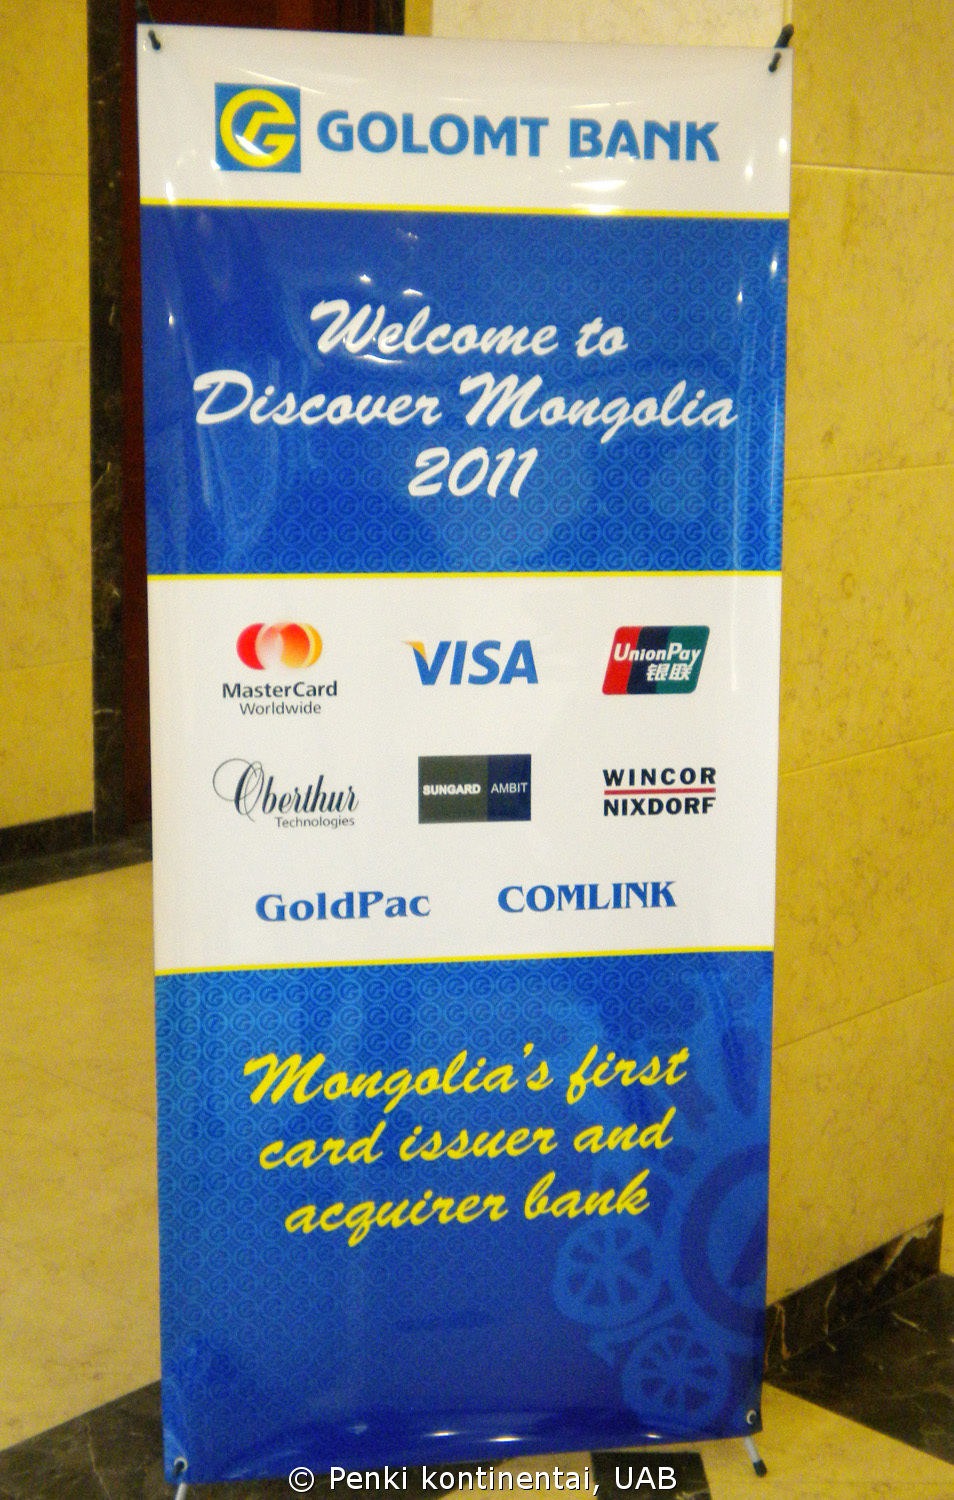 GOLOMT BANK
Welcome to
Discover Mongolia
2011
MasterCard
Worldwide
VISA
UnionPay
银联
Oberthur
Technologies
SUNGARD AMBIT
WINCOR
NIXDORF
GoldPac
COMLINK
Mongolia's first
card issuer and
acquirer bank
© Penki kontinentai, UAB